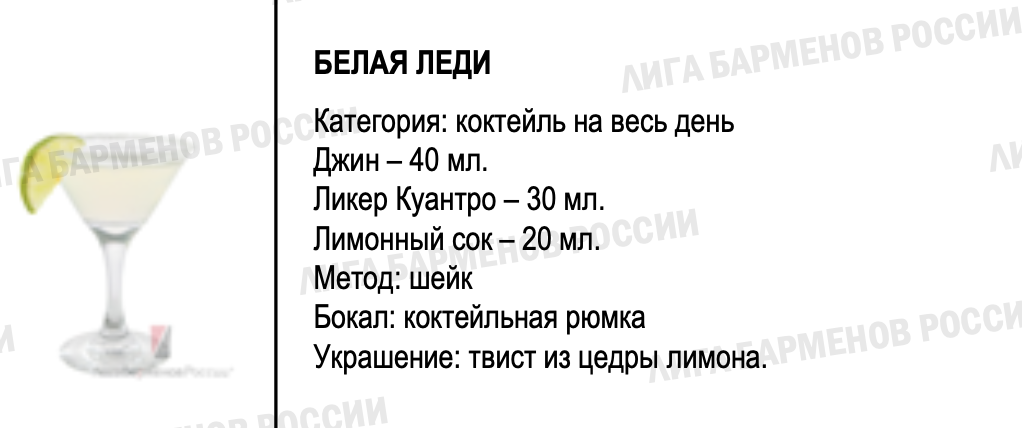 БЕЛАЯ ЛЕДИ
Категория: коктейль на весь день
Джин – 40 мл.
Ликер Куантро – 30 мл.
Лимонный сок – 20 мл.
Метод: шейк
Бокал: коктейльная рюмка
Украшение: твист из цедры лимона.
ЛИГА БАРМЕНОВ РОССИИ
ЛИГА БАРМЕНОВ РОССИИ
ЛИГА БАРМЕНОВ РОССИИ
ЛИГА БАРМЕНОВ РОССИИ